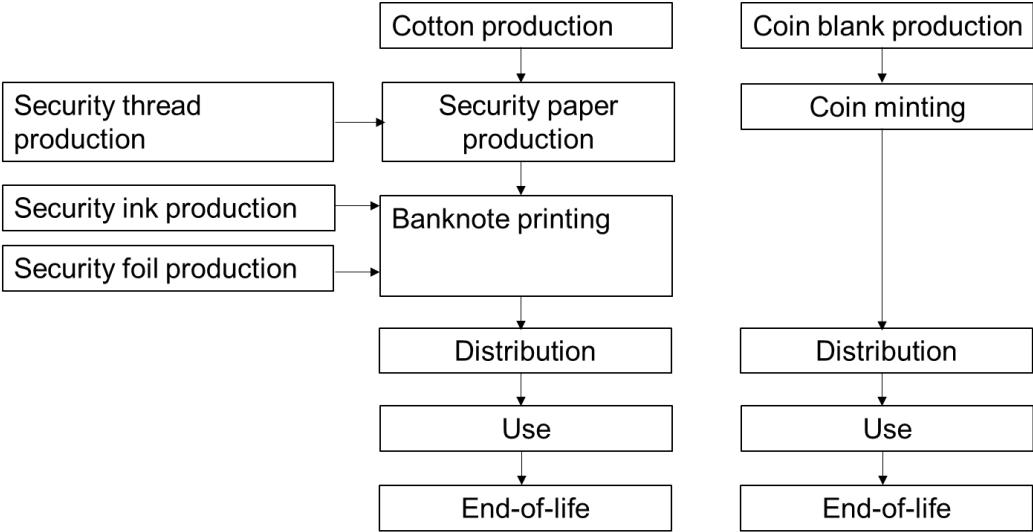 Cotton production
Coin blank production
Security thread
production
Security paper
production
Coin minting
Security ink production
Banknote printing
Security foil production
Distribution
Distribution
Use
Use
End-of-life
End-of-life